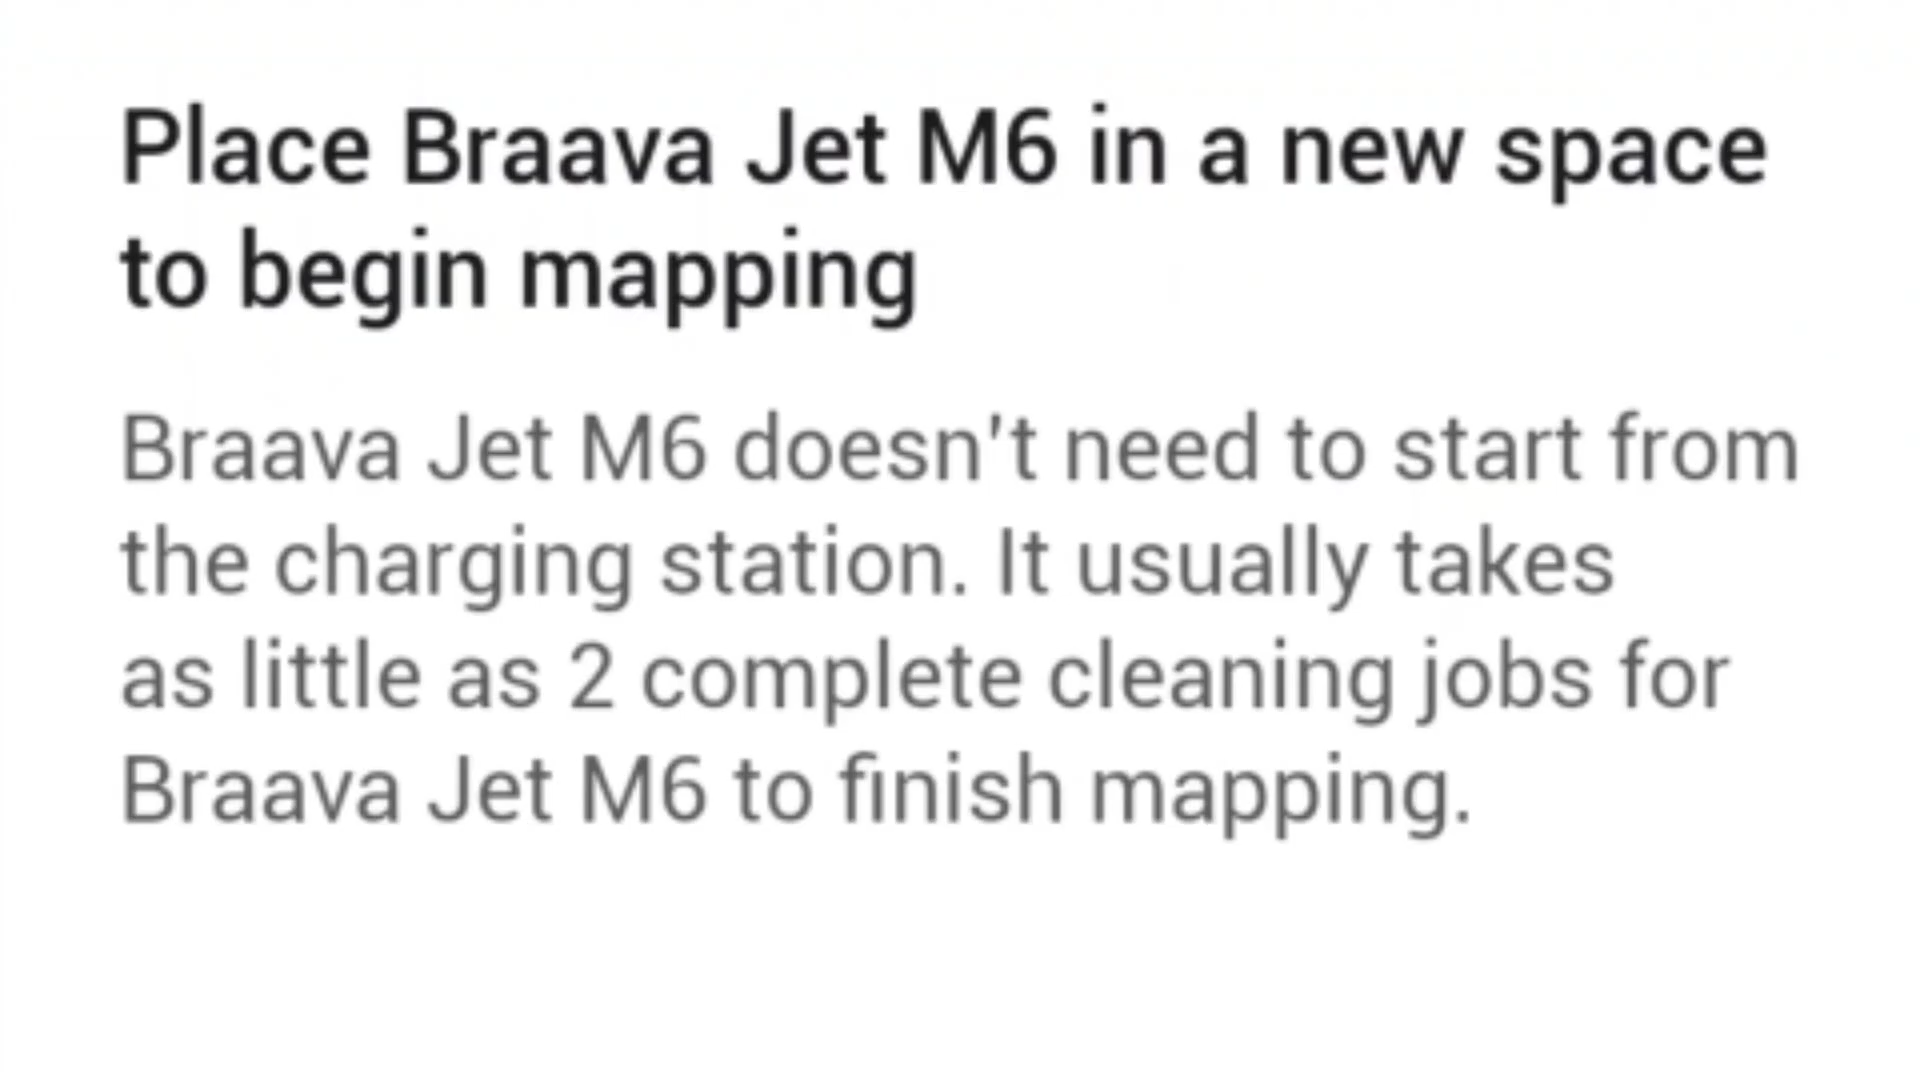 Place Braava Jet M6 in a new space
to begin mapping
Braava Jet M6 doesn't need to start from
the charging station. It usually takes
as little as 2 complete cleaning jobs for
Braava Jet M6 to finish mapping.